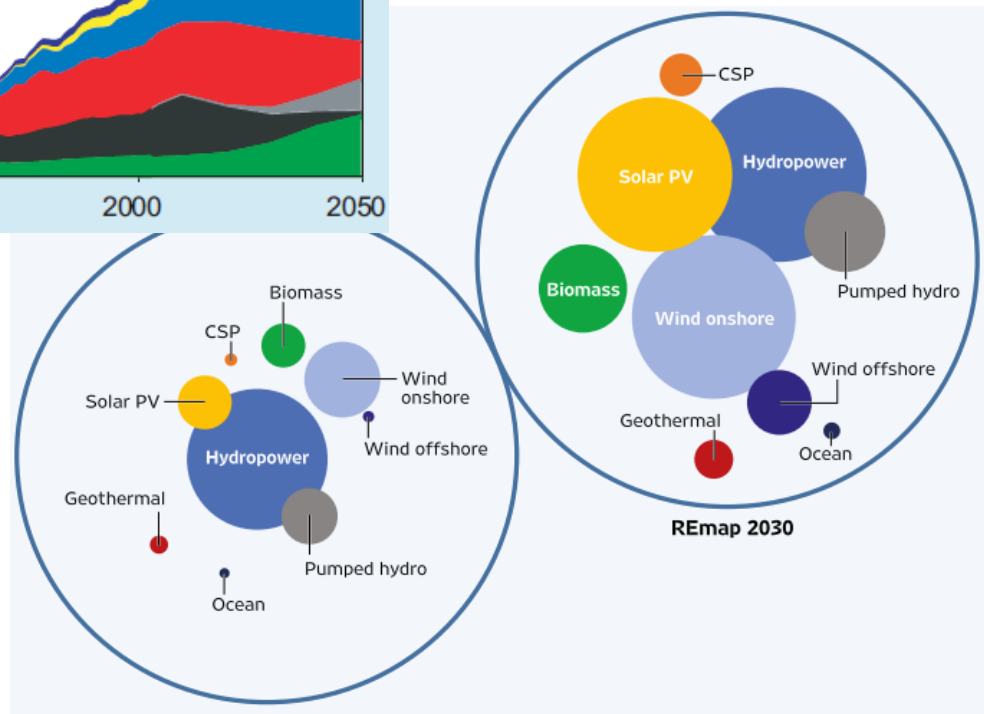 2000
2050
CSP
Solar PV
Hydropower
Pumped hydro
Biomass
Wind onshore
Wind offshore
Geothermal
Ocean
REmap 2030
Biomass
CSP
Wind
onshore
Solar PV
Wind offshore
Hydropower
Geothermal
Pumped hydro
Ocean